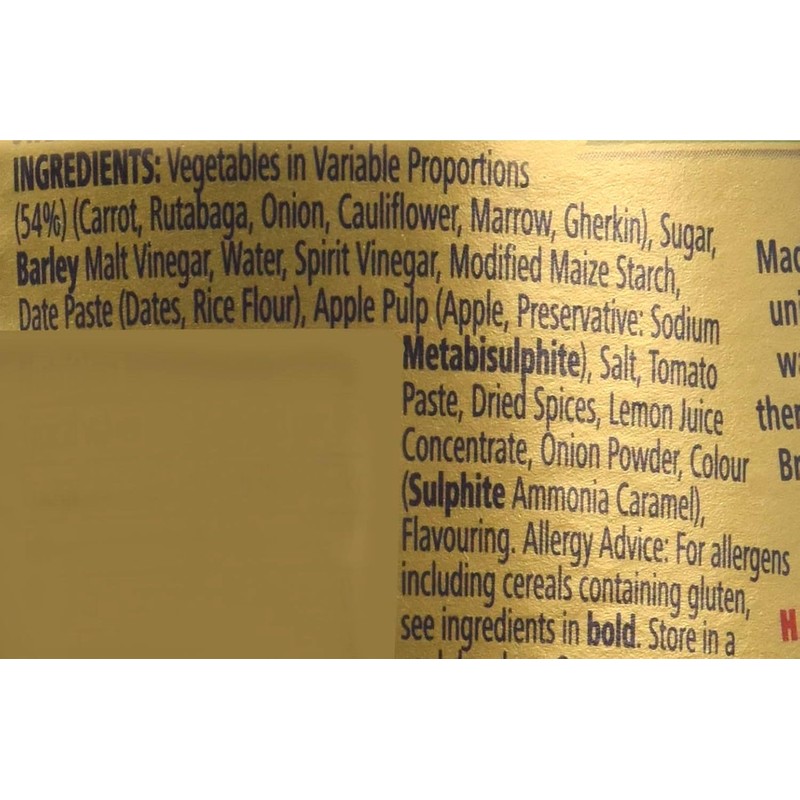 INGREDIENTS: Vegetables in Variable Proportions
(54%) (Carrot, Rutabaga, Onion, Cauliflower, Marrow, Gherkin), Sugar,
Barley Malt Vinegar, Water, Spirit Vinegar, Modified Maize Starch,
Date Paste (Dates, Rice Flour), Apple Pulp (Apple, Preservative: Sodium
Metabisulphite), Salt, Tomato
Paste, Dried Spices, Lemon Juice
Concentrate, Onion Powder, Colour
(Sulphite Ammonia Caramel),
Flavouring. Allergy Advice: For allergens
including cereals containing gluten,
see ingredients in bold. Store in a